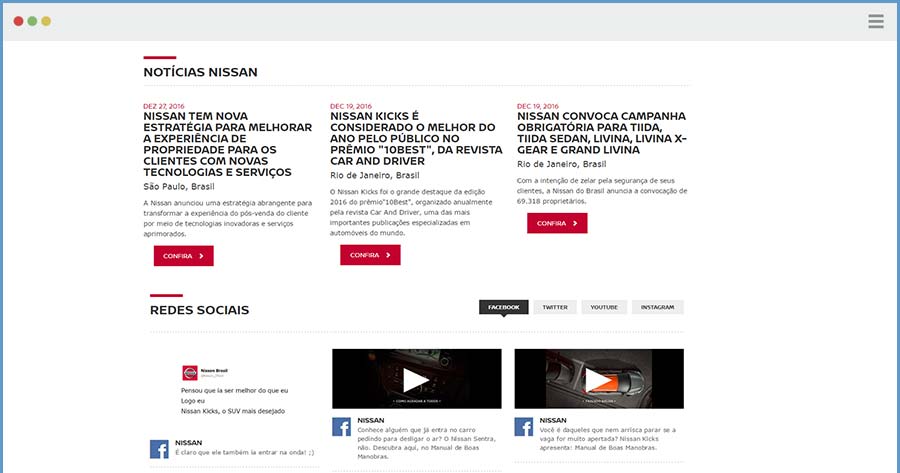 NOTÍCIAS NISSAN
DEZ 27, 2016
NISSAN TEM NOVA
ESTRATÉGIA PARA MELHORAR
A EXPERIÊNCIA DE
PROPRIEDADE PARA OS
CLIENTES COM NOVAS
TECNOLOGIAS E SERVIÇOS
São Paulo, Brasil
A Nissan anunciou uma estratégia abrangente para
transformar a experiência do pós-venda do cliente
por meio de tecnologias inovadoras e serviços
aprimorados.
CONFIRA
DEC 19, 2016
NISSAN KICKS É
CONSIDERADO O MELHOR DO
ANO PELO PÚBLICO NO
PRÊMIO "10BEST", DA REVISTA
CAR AND DRIVER
Rio de Janeiro, Brasil
O Nissan Kicks foi o grande destaque da edição
2016 do prêmio"10Best", organizado anualmente
pela revista Car And Driver, uma das mais
importantes publicações especializadas em
automóveis do mundo.
CONFIRA
DEC 19, 2016
NISSAN CONVOCA CAMPANHA
OBRIGATÓRIA PARA TIIDA,
TIIDA SEDAN, LIVINA, LIVINA X-
GEAR E GRAND LIVINA
Rio de Janeiro, Brasil
Com a intenção de zelar pela segurança de seus
clientes, a Nissan do Brasil anuncia a convocação de
69.318 proprietários.
CONFIRA
REDES SOCIAIS
FACEBOOK
TWITTER
YOUTUBE
INSTAGRAM
Nissan Brasil
Pensou que ia ser melhor do que eu
Logo eu
Nissan Kicks, o SUV mais desejado
NISSAN
É claro que ele também ia entrar na onda! ;)
NISSAN
Conhece alguém que já entra no carro
pedindo para desligar o ar? O Nissan Sentra,
não. Descubra aqui, no Manual de Boas
Manobras.
NISSAN
Você é daqueles que nem arrisca parar se a
vaga for muito apertada? Nissan Kicks
apresenta: Manual de Boas Manobras.